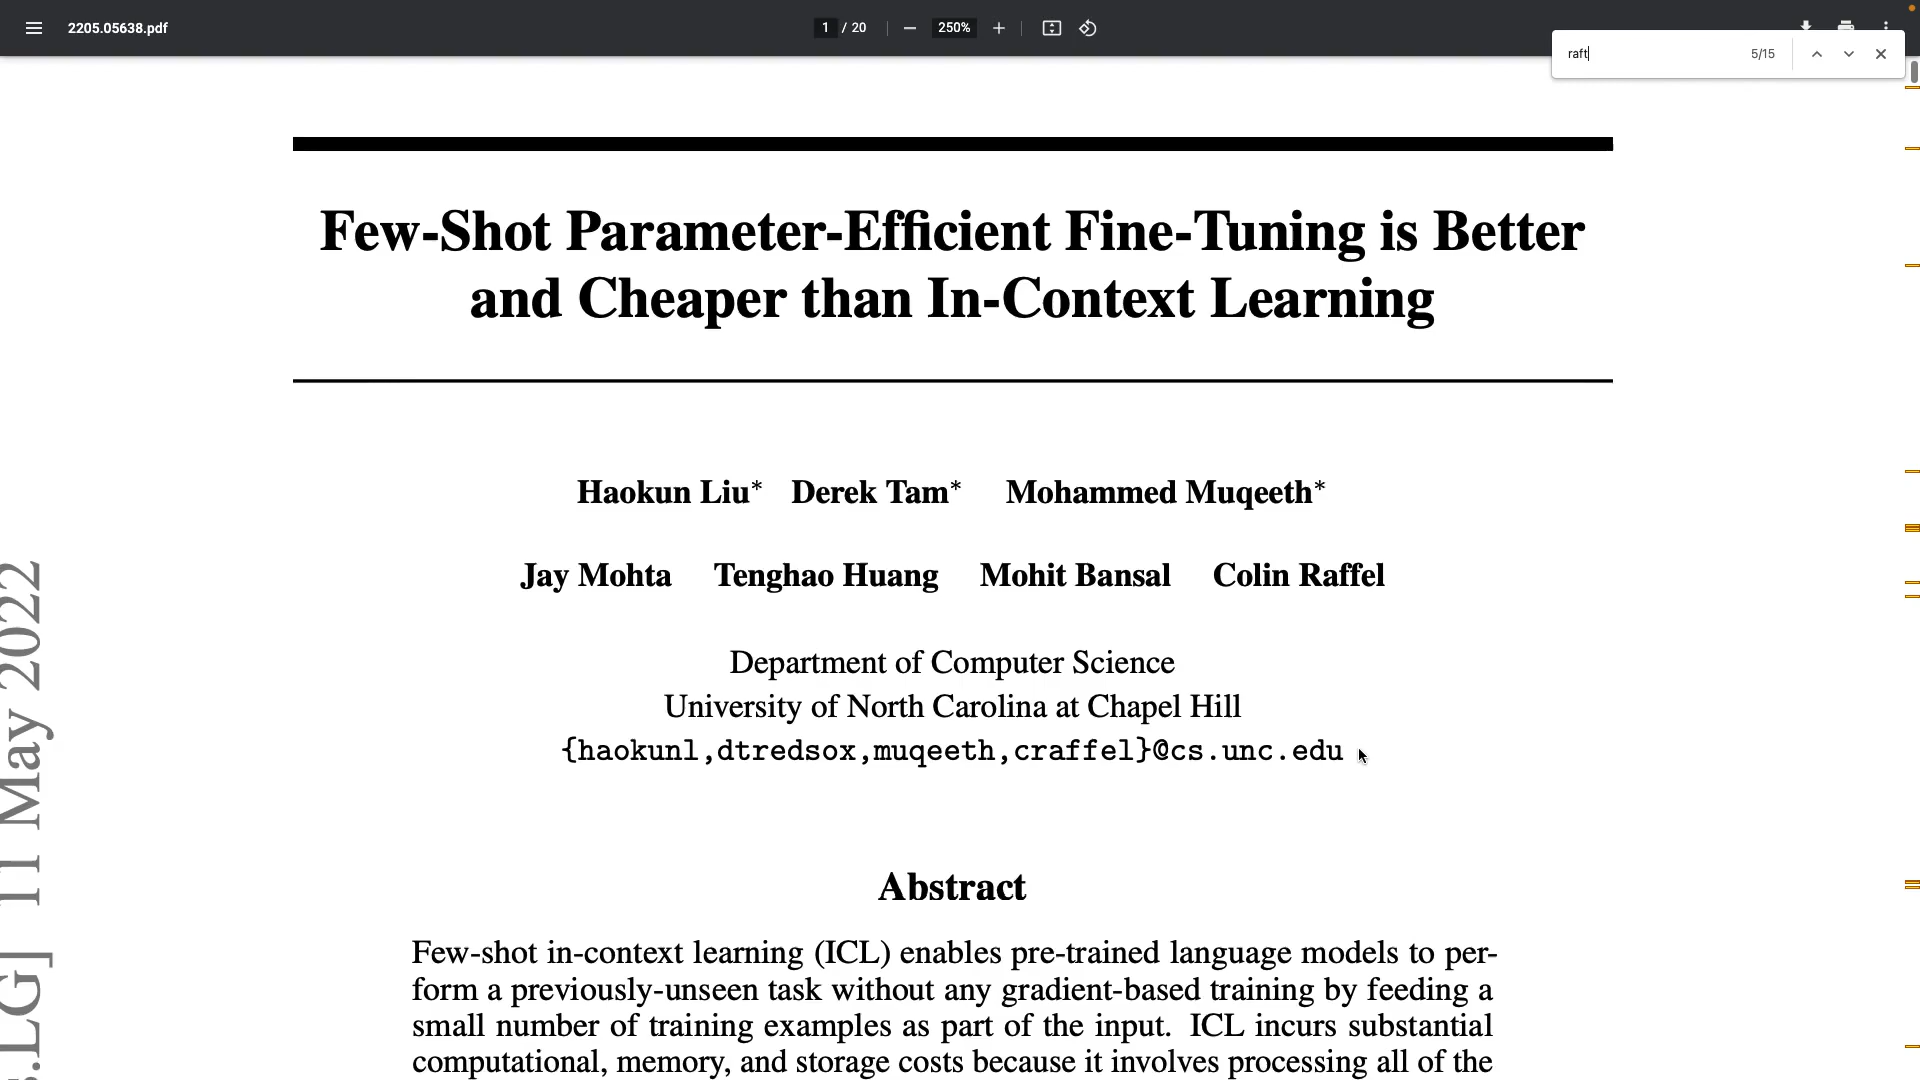 2205.05638.pdf
1 / 20
250%
raft
5/15
Few-Shot Parameter-Efficient Fine-Tuning is Better
and Cheaper than In-Context Learning
Haokun Liu* Derek Tam* Mohammed Muqeeth*
Jay Mohta Tenghao Huang Mohit Bansal Colin Raffel
Department of Computer Science
University of North Carolina at Chapel Hill
{haokunl,dtredsox,muqeeth,craffel}@cs.unc.edu
Abstract
Few-shot in-context learning (ICL) enables pre-trained language models to per-
form a previously-unseen task without any gradient-based training by feeding a
small number of training examples as part of the input. ICL incurs substantial
computational, memory, and storage costs because it involves processing all of the
s.LG] 11 May 2022